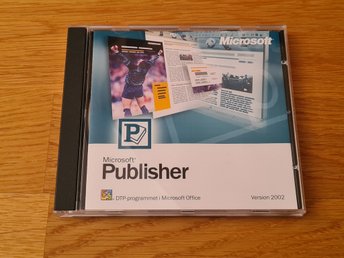 Microsoft
P
Microsoft
Publisher
DTP-programmet i Microsoft Office
Version 2002